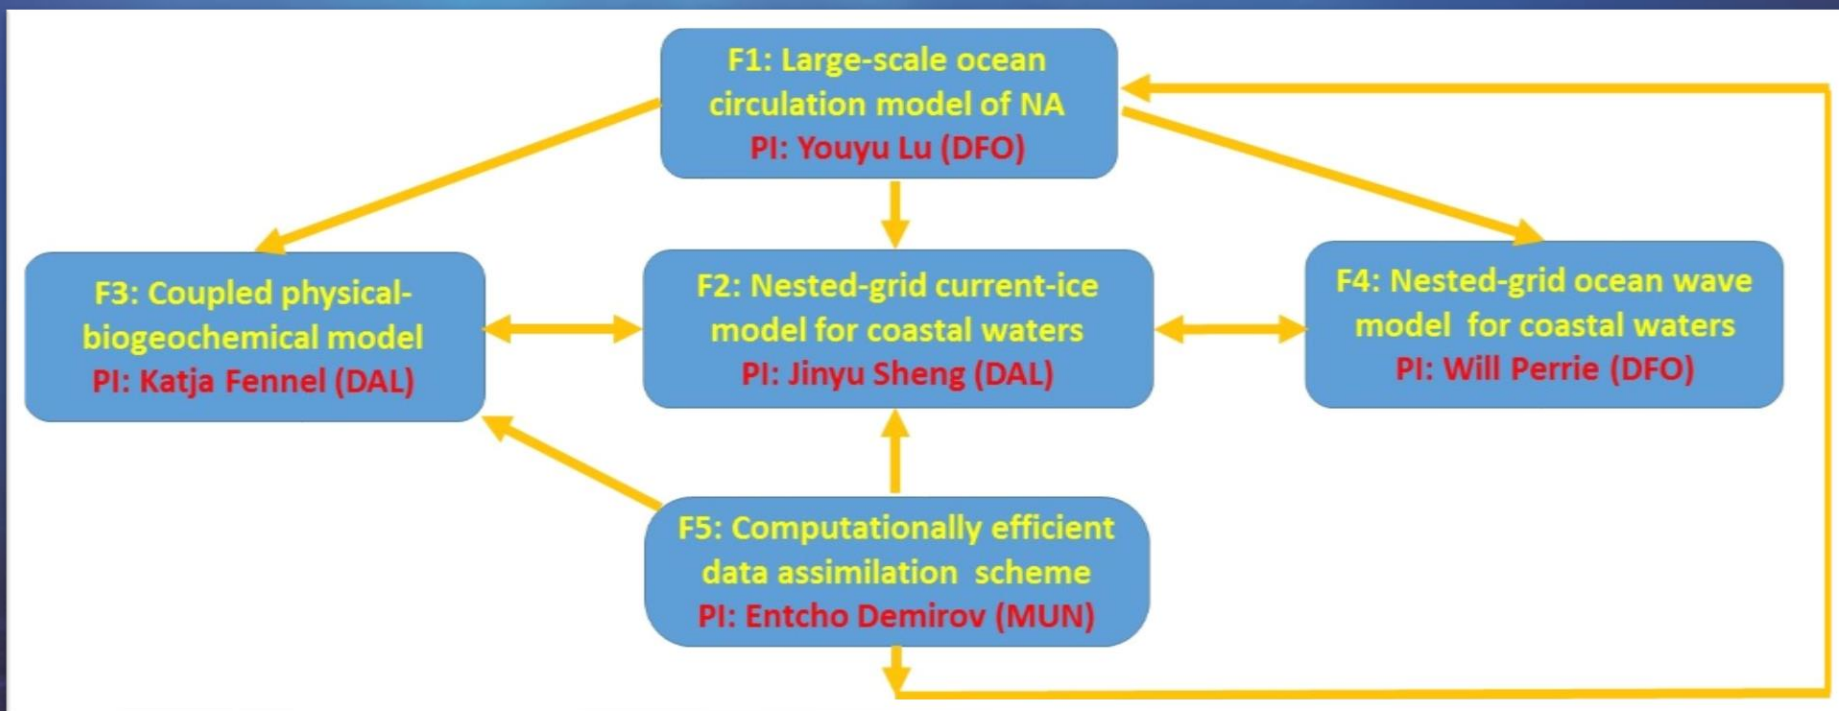 F1: Large-scale ocean
circulation model of NA
PI: Youyu Lu (DFO)
F3: Coupled physical-
biogeochemical model
PI: Katja Fennel (DAL)
F2: Nested-grid current-ice
model for coastal waters
PI: Jinyu Sheng (DAL)
F4: Nested-grid ocean wave
model for coastal waters
PI: Will Perrie (DFO)
F5: Computationally efficient
data assimilation scheme
PI: Entcho Demirov (MUN)